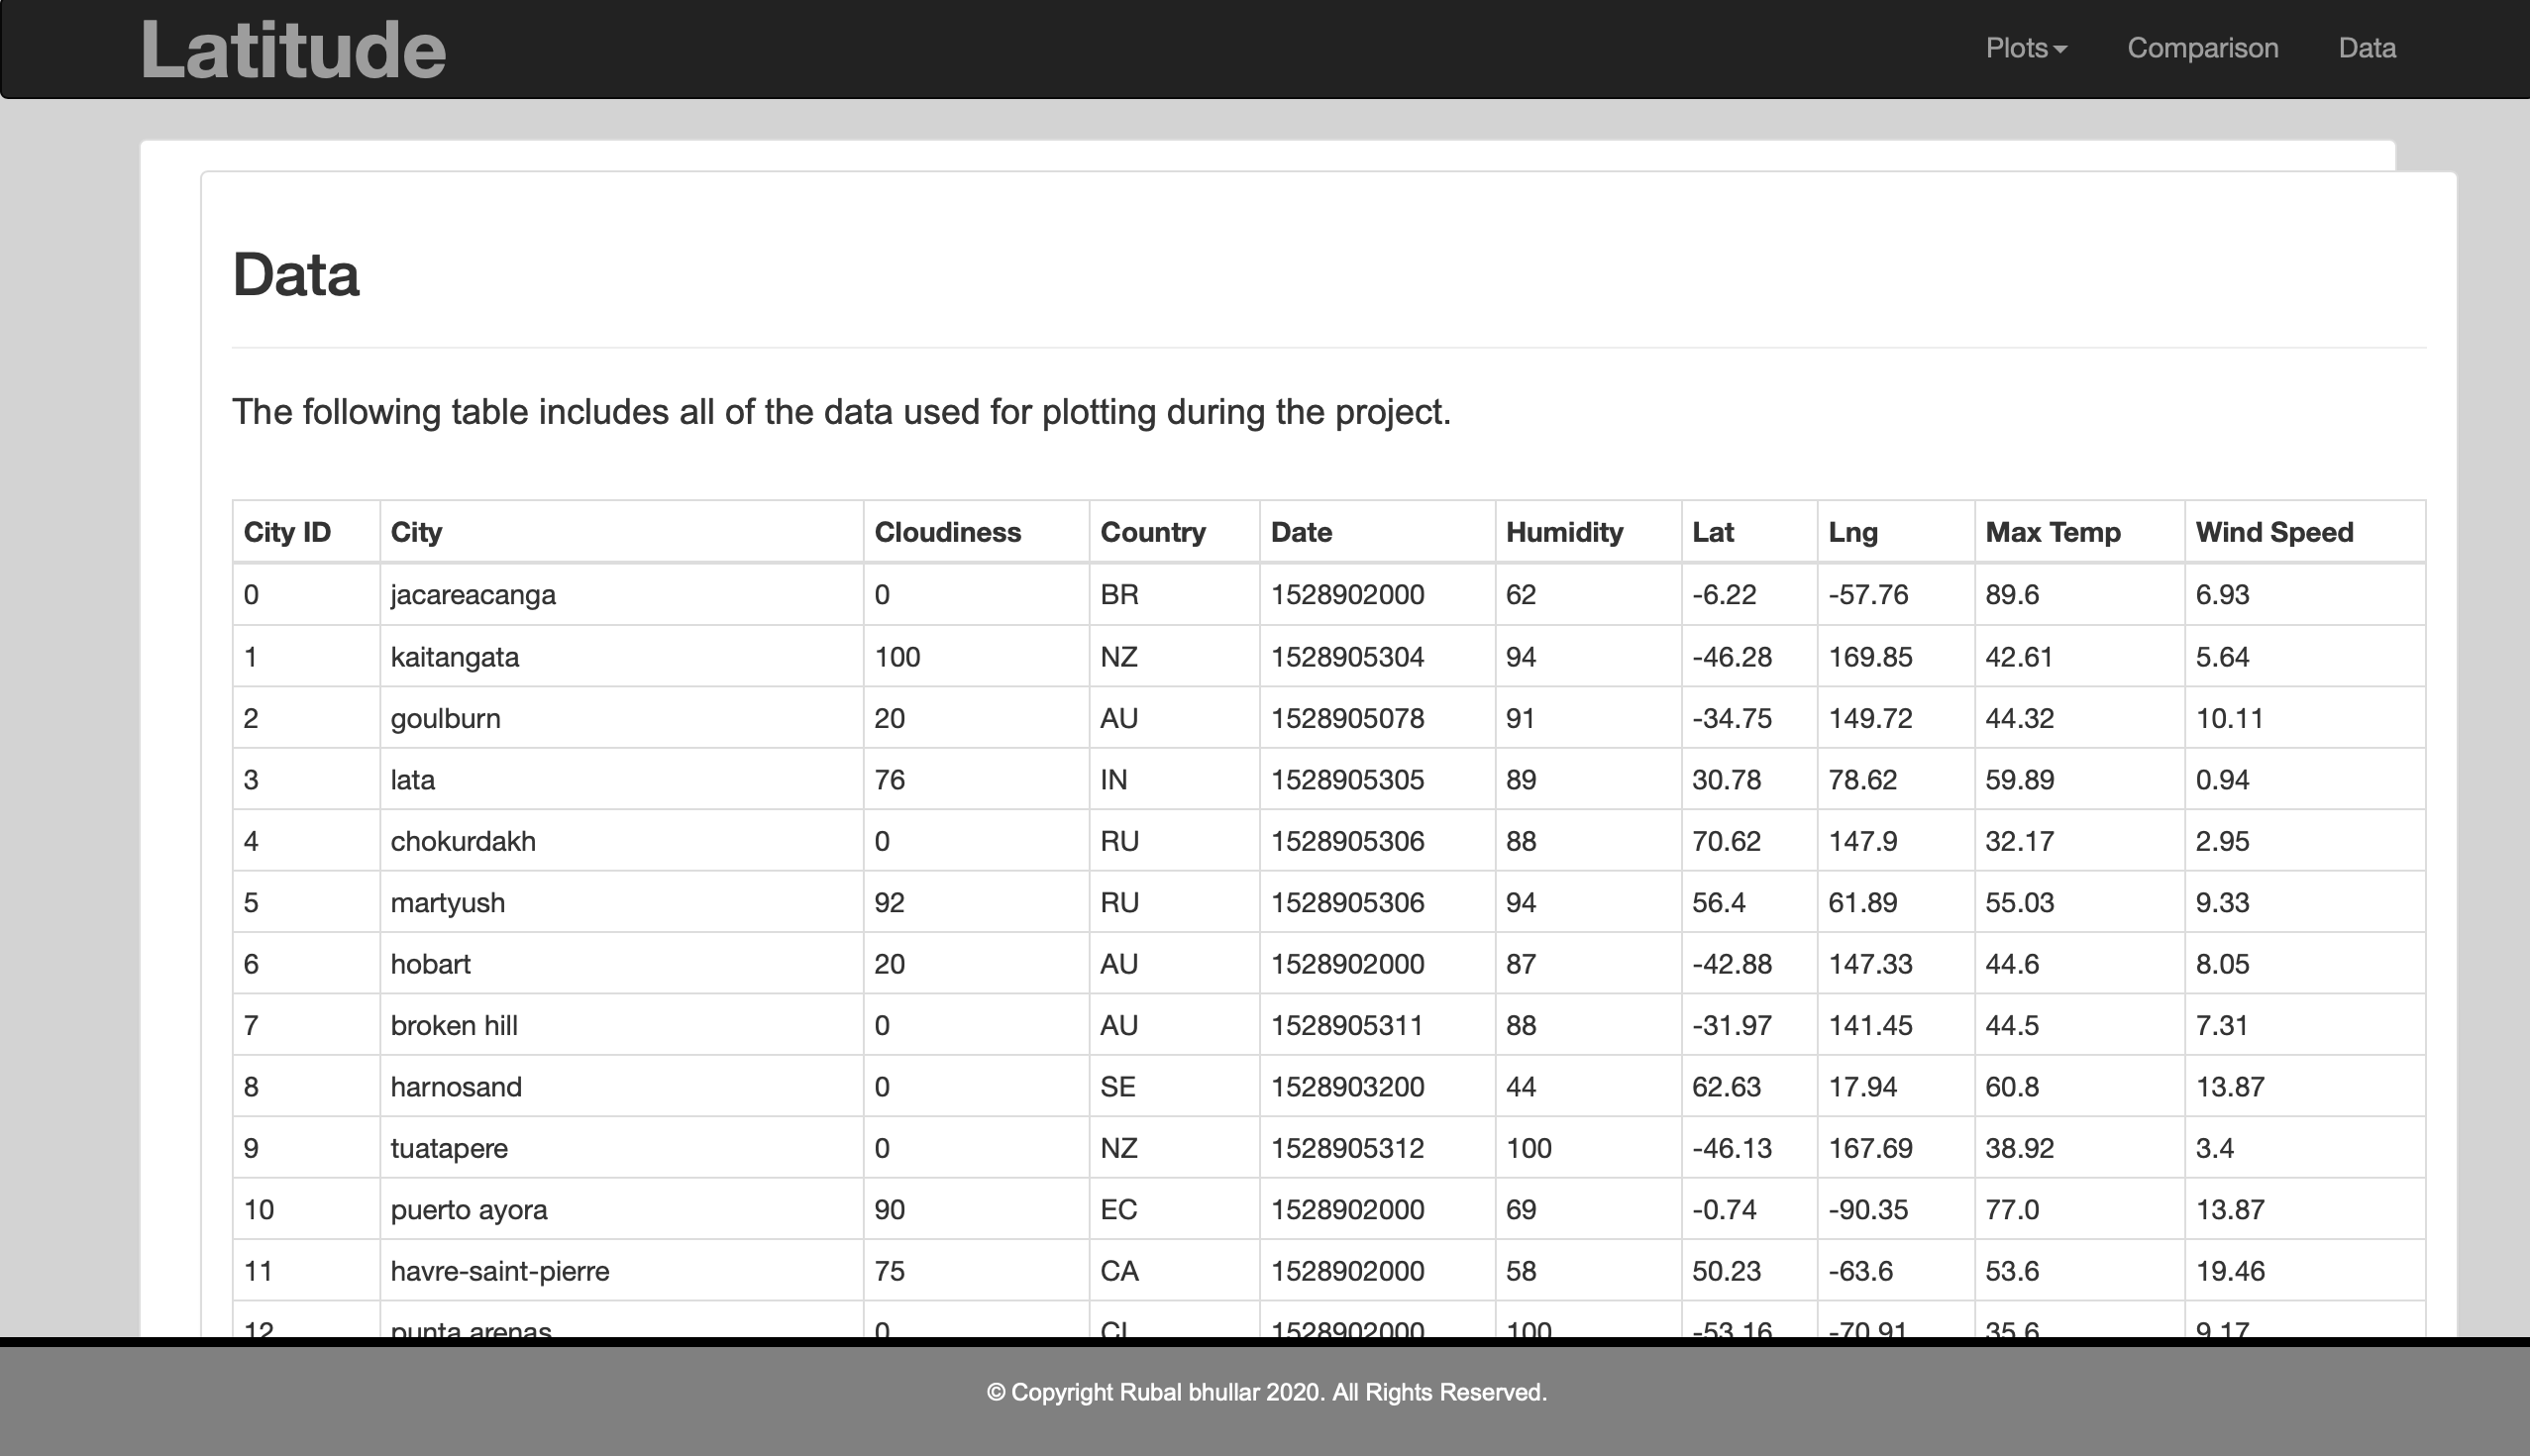 Latitude Plots Comparison Data
Data
The following table includes all of the data used for plotting during the project.
City ID City Cloudiness Country Date Humidity Lat Lng Max Temp Wind Speed
0 jacareacanga 0 BR 1528902000 62 -6.22 -57.76 89.6 6.93
1 kaitangata 100 NZ 1528905304 94 -46.28 169.85 42.61 5.64
2 goulburn 20 AU 1528905078 91 -34.75 149.72 44.32 10.11
3 lata 76 IN 1528905305 89 30.78 78.62 59.89 0.94
4 chokurdakh 0 RU 1528905306 88 70.62 147.9 32.17 2.95
5 martyush 92 RU 1528905306 94 56.4 61.89 55.03 9.33
6 hobart 20 AU 1528902000 87 -42.88 147.33 44.6 8.05
7 broken hill 0 AU 1528905311 88 -31.97 141.45 44.5 7.31
8 harnosand 0 SE 1528903200 44 62.63 17.94 60.8 13.87
9 tuatapere 0 NZ 1528905312 100 -46.13 167.69 38.92 3.4
10 puerto ayora 90 EC 1528902000 69 -0.74 -90.35 77.0 13.87
11 havre-saint-pierre 75 CA 1528902000 58 50.23 -63.6 53.6 19.46
12 punta arenas 0 CL 1528902000 100 -53.16 -70.91 35.6 9.17
© Copyright Rubal bhullar 2020. All Rights Reserved.